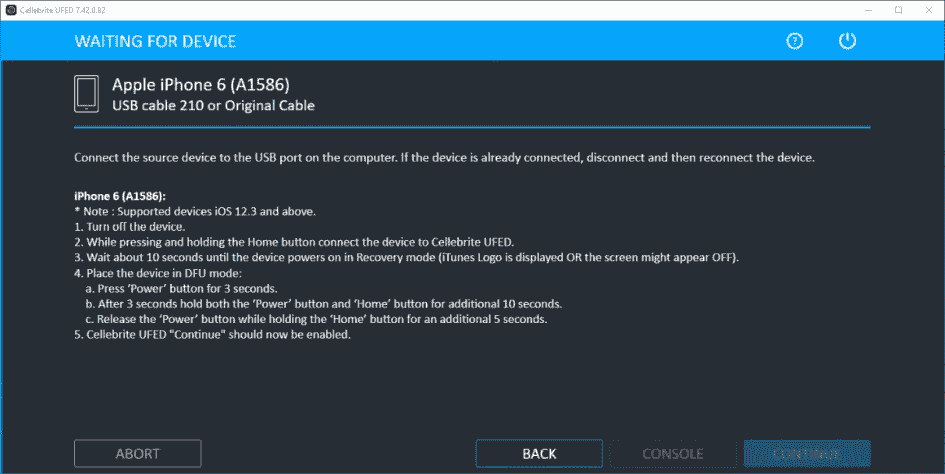 Cellebrite UFED 7.42.0.82
WAITING FOR DEVICE
?
Apple iPhone 6 (A1586)
USB cable 210 or Original Cable
Connect the source device to the USB port on the computer. If the device is already connected, disconnect and then reconnect the device.
iPhone 6 (A1586):
* Note : Supported devices iOS 12.3 and above.
1. Turn off the device.
2. While pressing and holding the Home button connect the device to Cellebrite UFED.
3. Wait about 10 seconds until the device powers on in Recovery mode (iTunes Logo is displayed OR the screen might appear OFF).
4. Place the device in DFU mode:
a. Press ‘Power’ button for 3 seconds.
b. After 3 seconds hold both the ‘Power’ button and ‘Home’ button for additional 10 seconds.
c. Release the ‘Power’ button while holding the ‘Home’ button for an additional 5 seconds.
5. Cellebrite UFED "Continue" should now be enabled.
ABORT
BACK
CONSOLE
CONTINUE